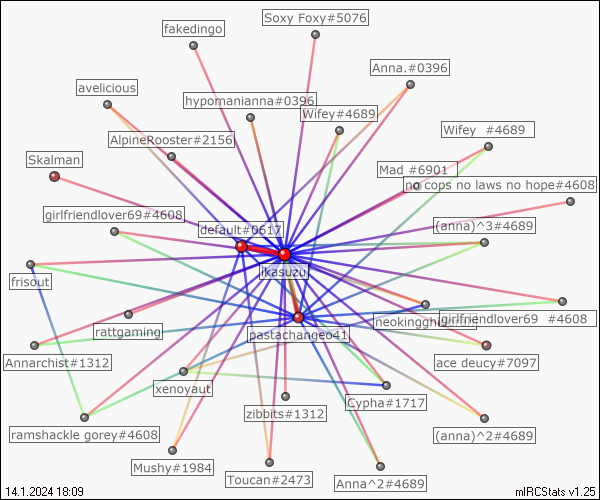 Soxy Foxy#5076
fakedingo
Anna.#0396
avelicious
hypomanianna#0396
Wifey#4689
Wifey #4689
AlpineRooster#2156
Skalman
Mad #6901
no cops no laws no hope#4608
girlfriendlover69#4608
default#0617
(anna)^3#4689
ikasuzu
frisout
rattgaming
pastachangeo41
girlfriendlover69 #4608
Annarchist#1312
ace deucy#7097
xenovaut
Cypha#1717
zibbits#1312
ramshackle gorey#4608
(anna)^2#4689
Mushy#1984
Toucan#2473
Anna^2#4689
14.1.2024 18:09
mIRCStats v1.25